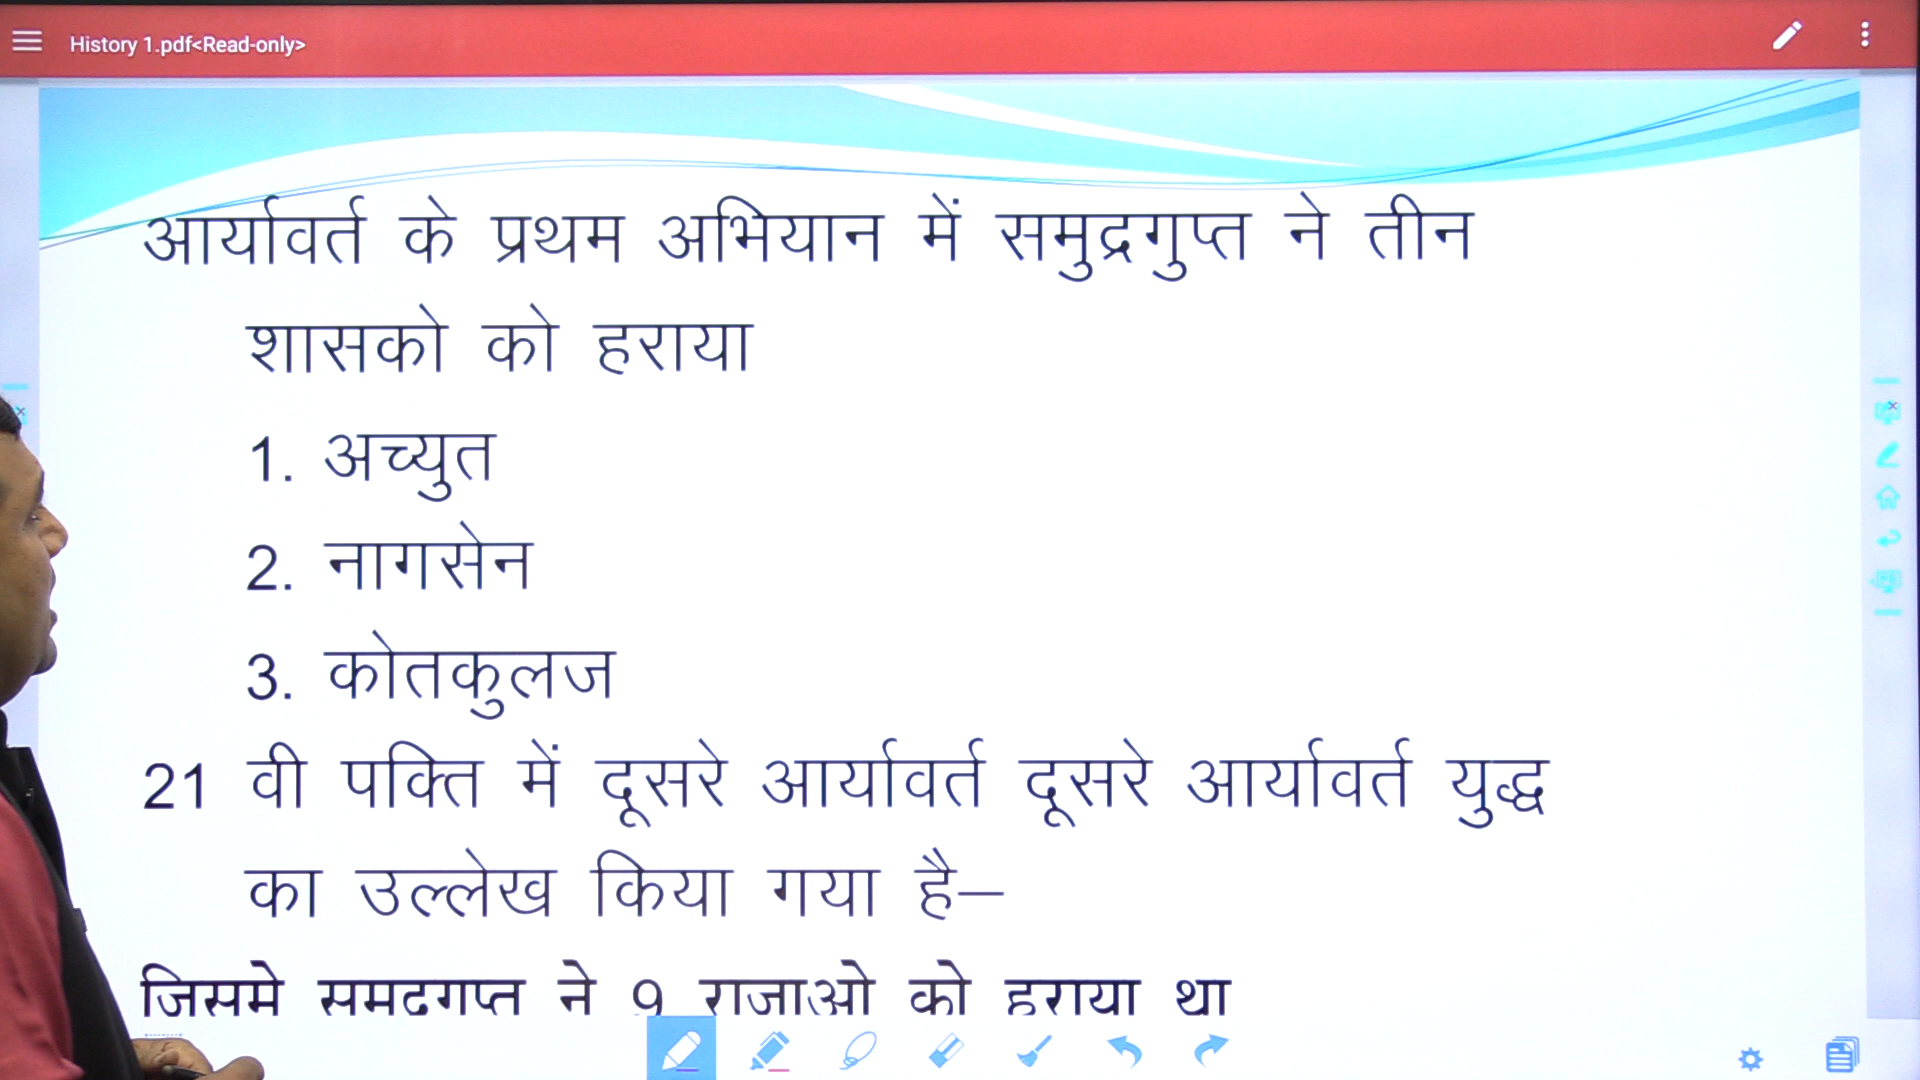 History 1.pdf<Read-only>
आर्यावर्त के प्रथम अभियान में समुद्रगुप्त ने तीन
शासको को हराया
1. अच्युत
2. नागसेन
3. कोतकुलज
21 वी पक्ति में दूसरे आर्यावर्त दूसरे आर्यावर्त युद्ध
का उल्लेख किया गया है–
जिसमे समुद्रगुप्त ने 9 राजाओ को हराया था